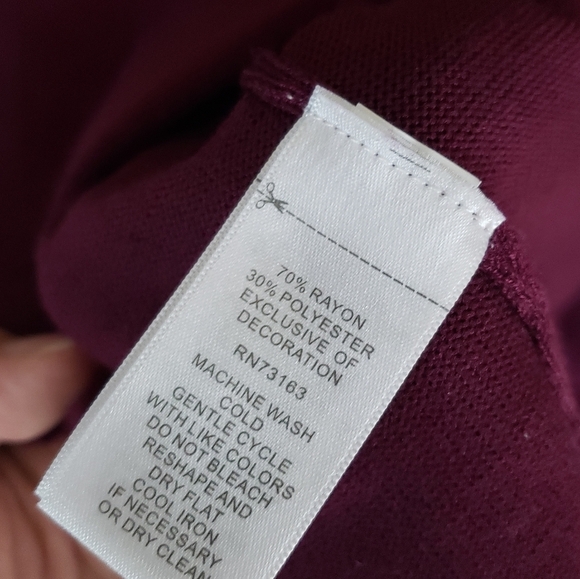 70% RAYON
30% POLYESTER
EXCLUSIVE OF
DECORATION
RN73163
MACHINE WASH
COLD
GENTLE CYCLE
WITH LIKE COLORS
DO NOT BLEACH
RESHAPE AND
DRY FLAT
COOL IRON
IF NECESSARY
OR DRY CLEAN